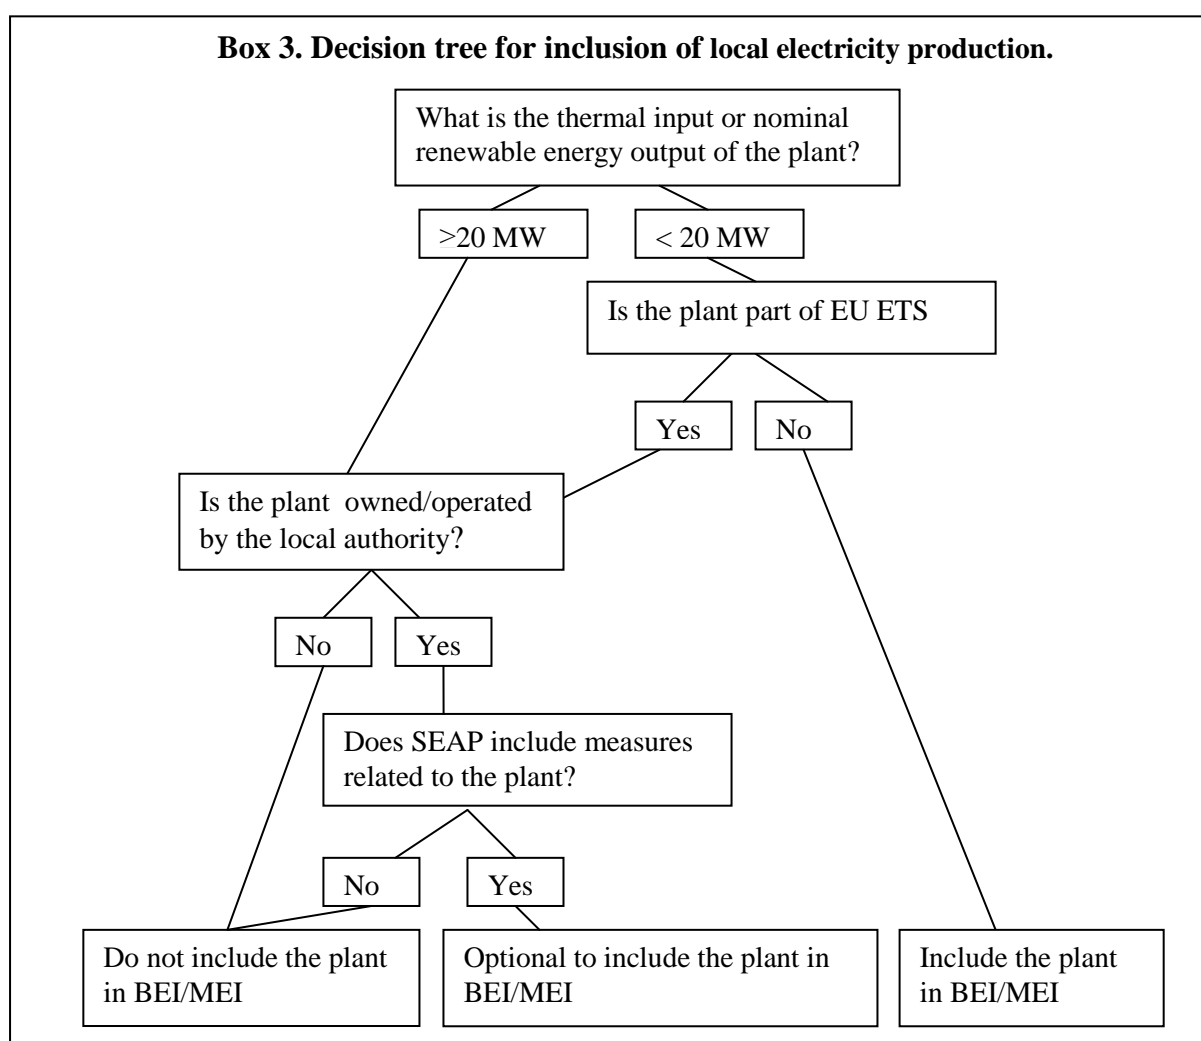 Box 3. Decision tree for inclusion of local electricity production.
What is the thermal input or nominal
renewable energy output of the plant?
>20 MW
< 20 MW
Is the plant part of EU ETS
Yes
No
Is the plant owned/operated
by the local authority?
No
Yes
Does SEAP include measures
related to the plant?
No
Yes
Do not include the plant
in BEI/MEI
Optional to include the plant in
BEI/MEI
Include the plant
in BEI/MEI